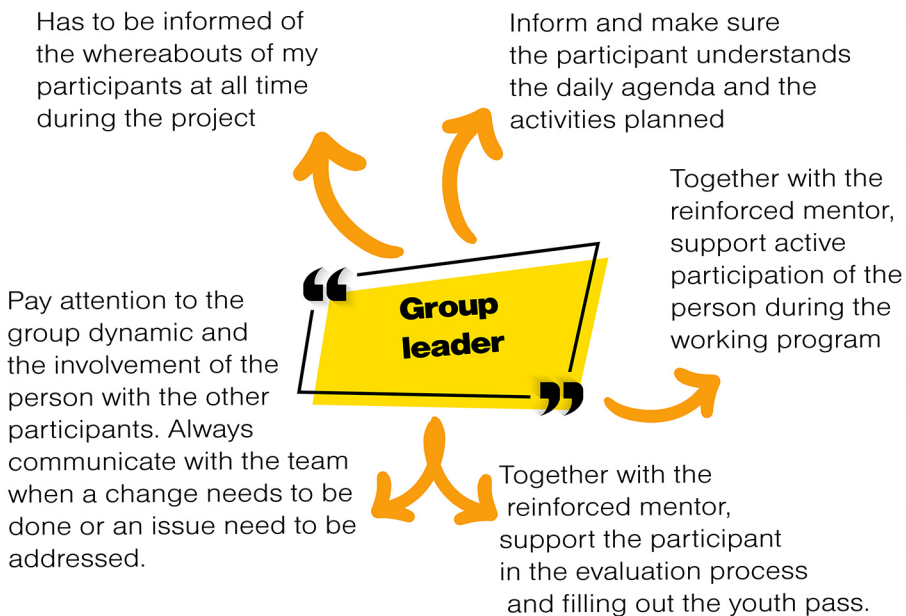 Has to be informed of
the whereabouts of my
participants at all time
during the project
Inform and make sure
the participant understands
the daily agenda and the
activities planned
Together with the
reinforced mentor,
support active
participation of the
person during the
working program
“
Group
leader
”
Pay attention to the
group dynamic and
the involvement of the
person with the other
participants. Always
communicate with the team
when a change needs to be
done or an issue need to be
addressed.
Together with the
reinforced mentor,
support the participant
in the evaluation process
and filling out the youth pass.